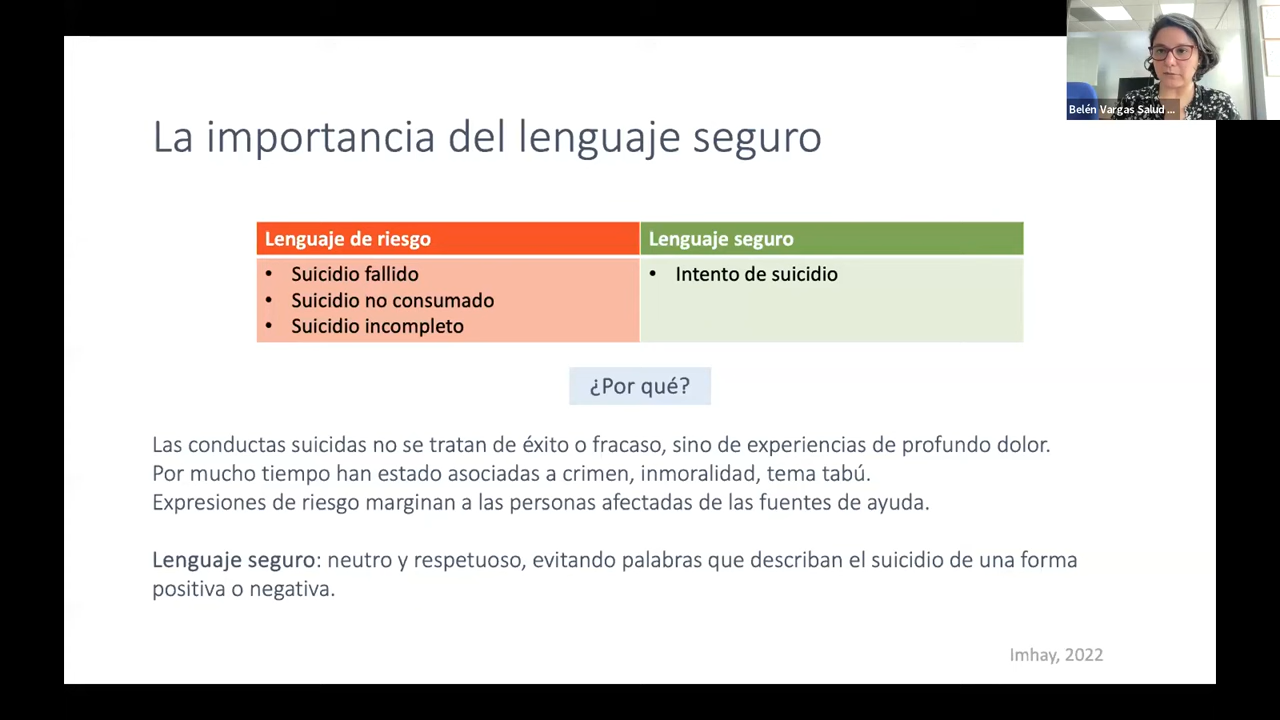 Belén Vargas Salud ...
La importancia del lenguaje seguro
Lenguaje de riesgo
Lenguaje seguro
• Suicidio fallido
• Suicidio no consumado
• Suicidio incompleto
• Intento de suicidio
¿Por qué?
Las conductas suicidas no se tratan de éxito o fracaso, sino de experiencias de profundo dolor.
Por mucho tiempo han estado asociadas a crimen, inmoralidad, tema tabú.
Expresiones de riesgo marginan a las personas afectadas de las fuentes de ayuda.
Lenguaje seguro: neutro y respetuoso, evitando palabras que describan el suicidio de una forma
positiva o negativa.
Imhay, 2022